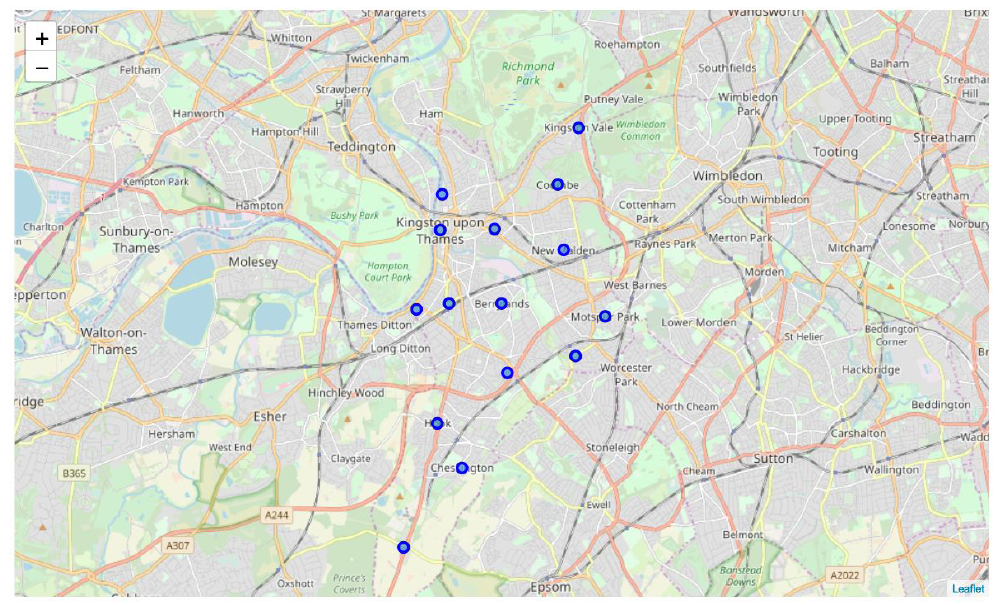 St Margarets
Wandsworth
+
EDFONT
Whitton
Roehampton
Twickenham
Balham
Feltham
Richmond
Park
Southfields
Streatham
Hill
Strawberry
Hill
Putney Vale
Wimbledon
Park
Hanworth
Ham
Upper Tooting
Hampton Hill
Wimbledon
Common
Streatham
Teddington
Tooting
Kempton Park
Wimbledon
Hampton
Cottenham
Park
South Wimbledon
Streatham
Charlton
Bushy Park
Kingston upon
Thames
Lonesome
Norbury
Sunbury-on-
Thames
Raynes Park
Merton Park
Mitcham
Molesey
Hampton
Court Park
Morden
epperton
West Barnes
Thames Ditton
Lower Morden
Beddington
Corner
Walton-on-
Thames
St Helier
Long Ditton
Worcester
Park
Hackbridge
Hinchley Wood
ridge
Esher
North Cheam
Beddington
Hersham
West End
Carshalton
Wadd
Stoneleigh
Claygate
Sutton
B365
Cheam
Wallington
Ewell
A244
Belmont
A307
Oxshott
Prince's
Coverts
Epsom
Banstead
Downs
A2022
Leaflet